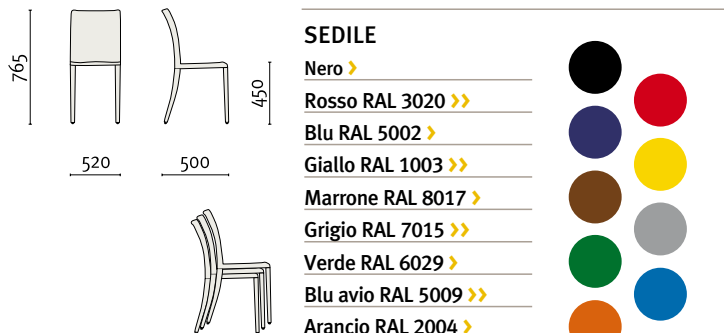 765
450
520
500
SEDILE
Nero ›
Rosso RAL 3020 ››
Blu RAL 5002 ›
Giallo RAL 1003 ››
Marrone RAL 8017 ›
Grigio RAL 7015 ››
Verde RAL 6029 ›
Blu avio RAL 5009 ››
Arancio RAL 2004 ›